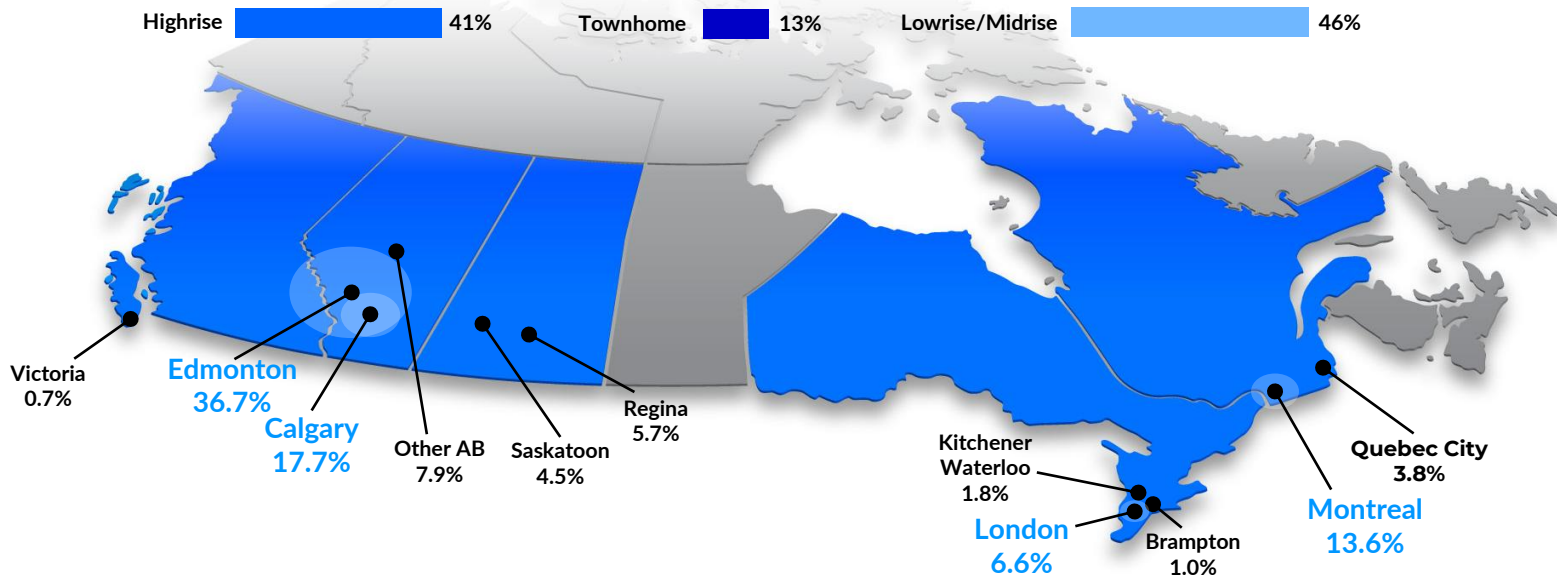 Highrise 41% Townhome 13% Lowrise/Midrise 46%
Victoria
0.7%
Edmonton
36.7%
Calgary
17.7%
Other AB
7.9%
Saskatoon
4.5%
Regina
5.7%
Kitchener
Waterloo
1.8%
London
6.6%
Brampton
1.0%
Montreal
13.6%
Quebec City
3.8%